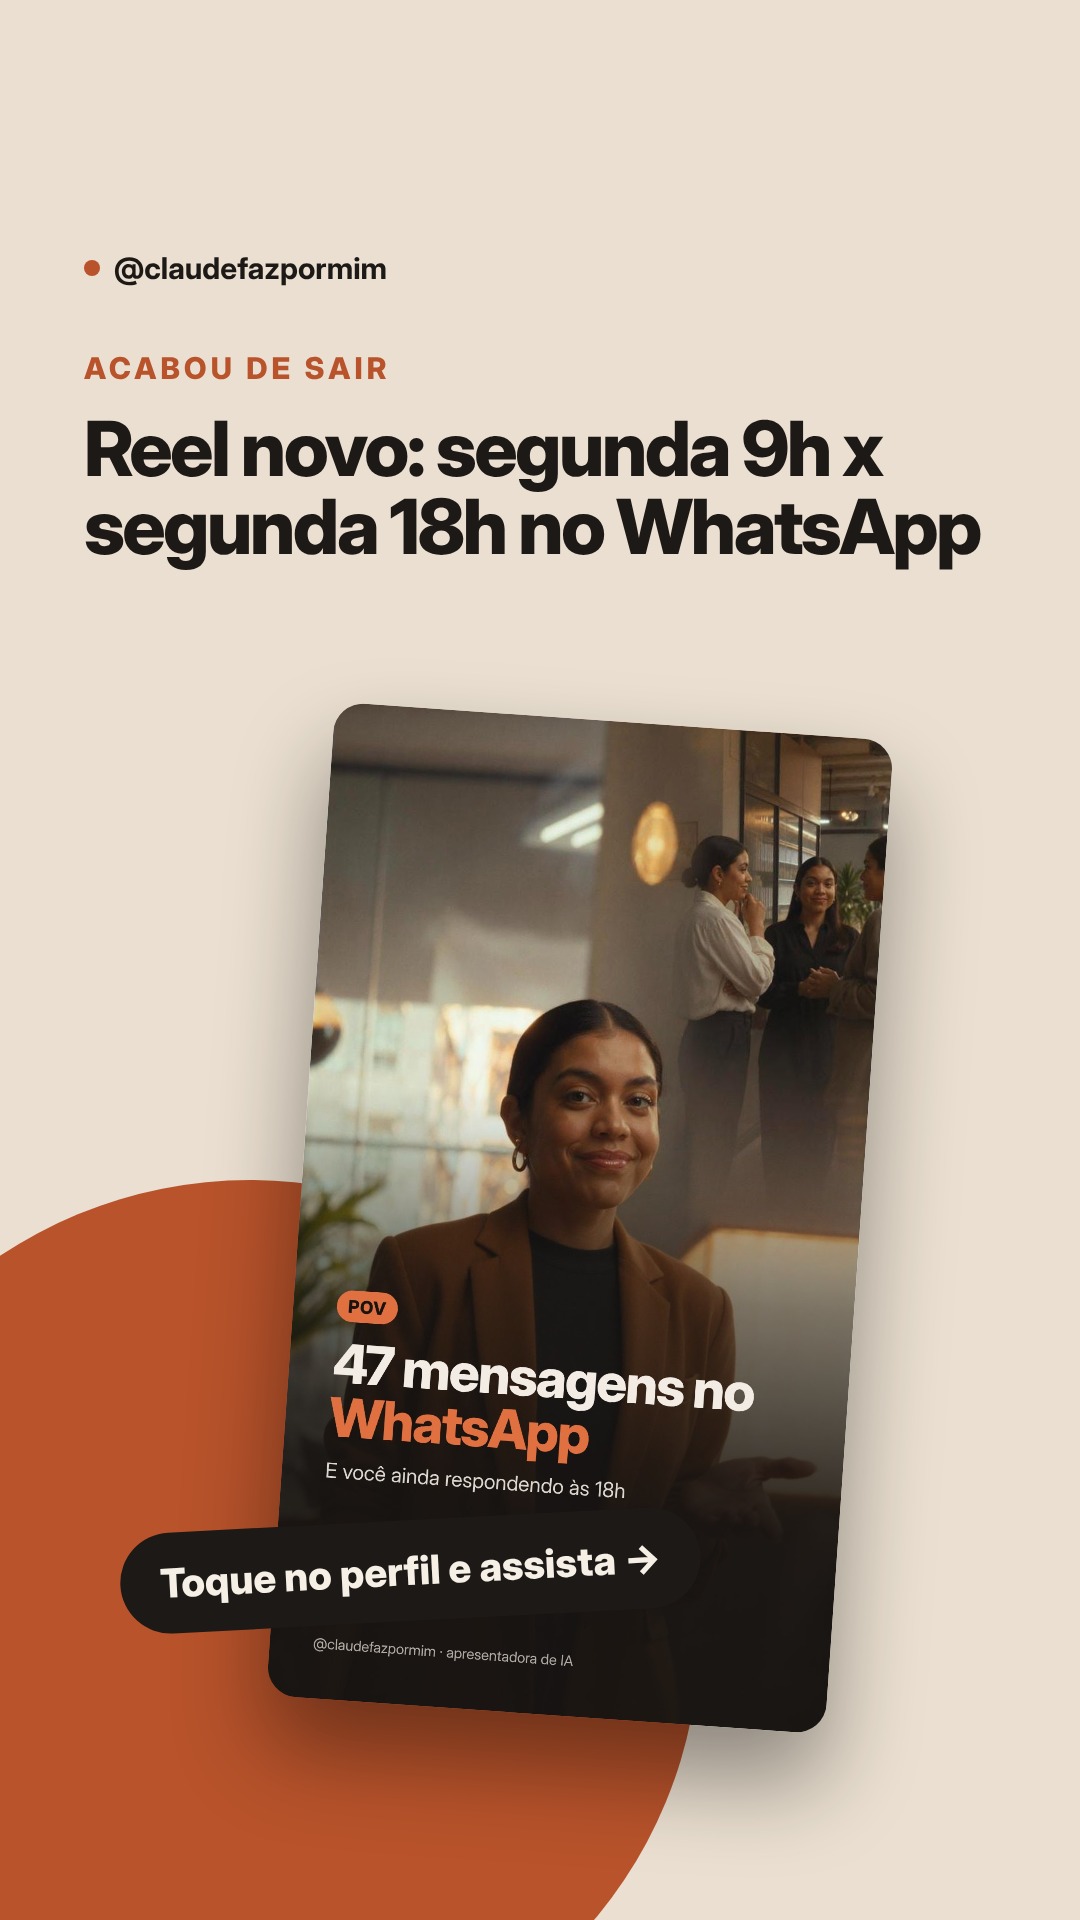 @claudefazpormim
ACABOU DE SAIR
Reel novo: segunda 9h x
segunda 18h no WhatsApp
POV
47 mensagens no
WhatsApp
E você ainda respondendo às 18h
Toque no perfil e assista →
@claudefazpormim · apresentadora de IA